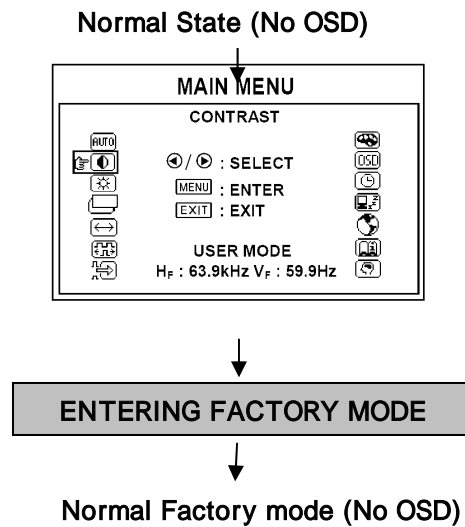 Normal State (No OSD)
MAIN MENU
CONTRAST
AUTO
OSD
◀/▶ : SELECT
MENU : ENTER
EXIT : EXIT
USER MODE
HF : 63.9kHz VF : 59.9Hz
ENTERING FACTORY MODE
Normal Factory mode (No OSD)